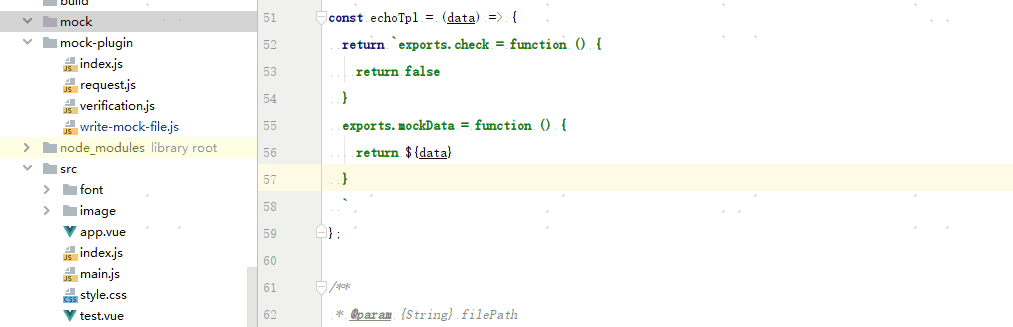 build
mock
mock-plugin
index.js
request.js
verification.js
write-mock-file.js
node_modules library root
src
font
image
app.vue
index.js
main.js
style.css
test.vue
51 const echoTpl = (data) => {
52 return `exports.check = function () {
53 return false
54 }
55 exports.mockData = function () {
56 return ${data}
57 }
58 `
59 };
60
61 /**
62 * @param {String} filePath